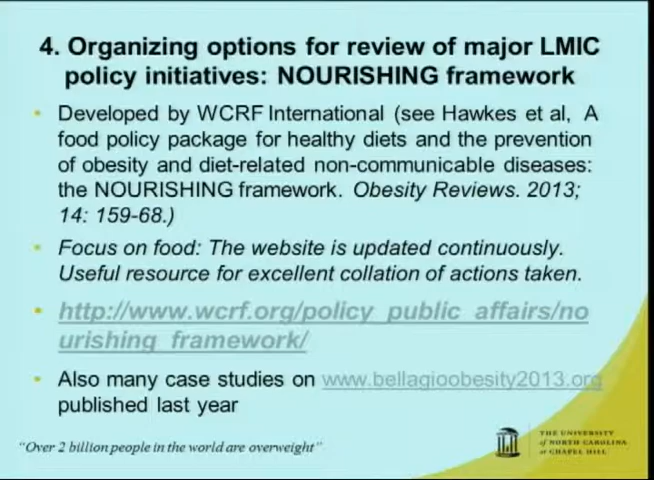 4. Organizing options for review of major LMIC
policy initiatives: NOURISHING framework
• Developed by WCRF International (see Hawkes et al, A
food policy package for healthy diets and the prevention
of obesity and diet-related non-communicable diseases:
the NOURISHING framework. Obesity Reviews. 2013;
14: 159-68.)
• Focus on food: The website is updated continuously.
Useful resource for excellent collation of actions taken.
• http://www.wcrf.org/policy_public_affairs/no
urishing_framework/
• Also many case studies on www.bellagioobesity2013.org
published last year
"Over 2 billion people in the world are overweight"
THE UNIVERSITY
of NORTH CAROLINA
at CHAPEL HILL